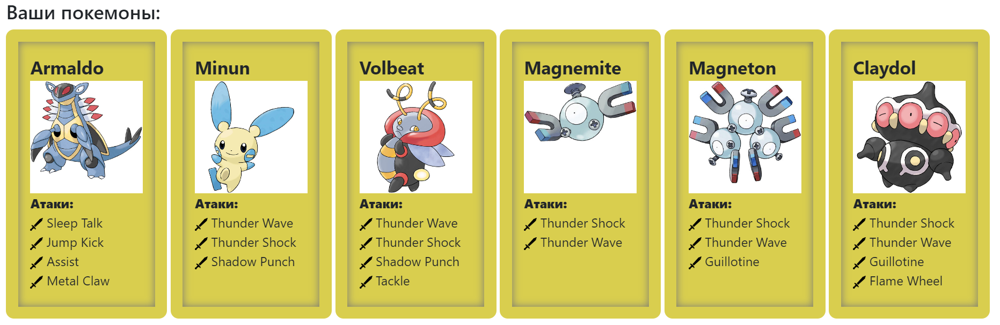 Ваши покемоны:
Armaldo
Атаки:
Sleep Talk
Jump Kick
Assist
Metal Claw
Minun
Атаки:
Thunder Wave
Thunder Shock
Shadow Punch
Volbeat
Атаки:
Thunder Wave
Thunder Shock
Shadow Punch
Tackle
Magnemite
Атаки:
Thunder Shock
Thunder Wave
Magneton
Атаки:
Thunder Shock
Thunder Wave
Guillotine
Claydol
Атаки:
Thunder Shock
Thunder Wave
Guillotine
Flame Wheel